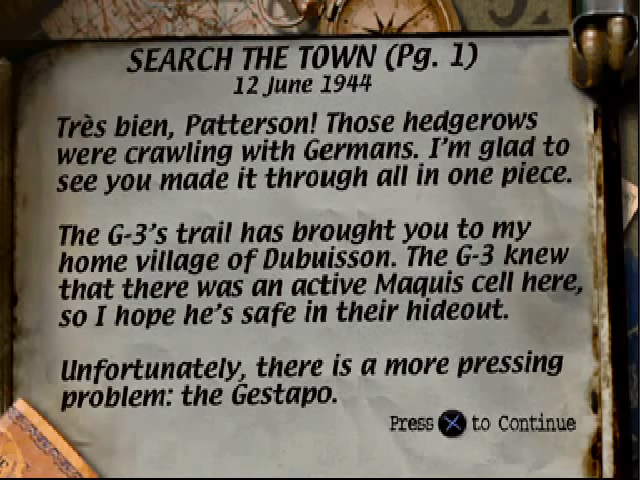 SEARCH THE TOWN (Pg. 1)
12 June 1944
Très bien, Patterson! Those hedgerows
were crawling with Germans. I'm glad to
see you made it through all in one piece.
The G-3's trail has brought you to my
home village of Dubuisson. The G-3 knew
that there was an active Maquis cell here,
so I hope he's safe in their hideout.
Unfortunately, there is a more pressing
problem: the Gestapo.
Press X to Continue